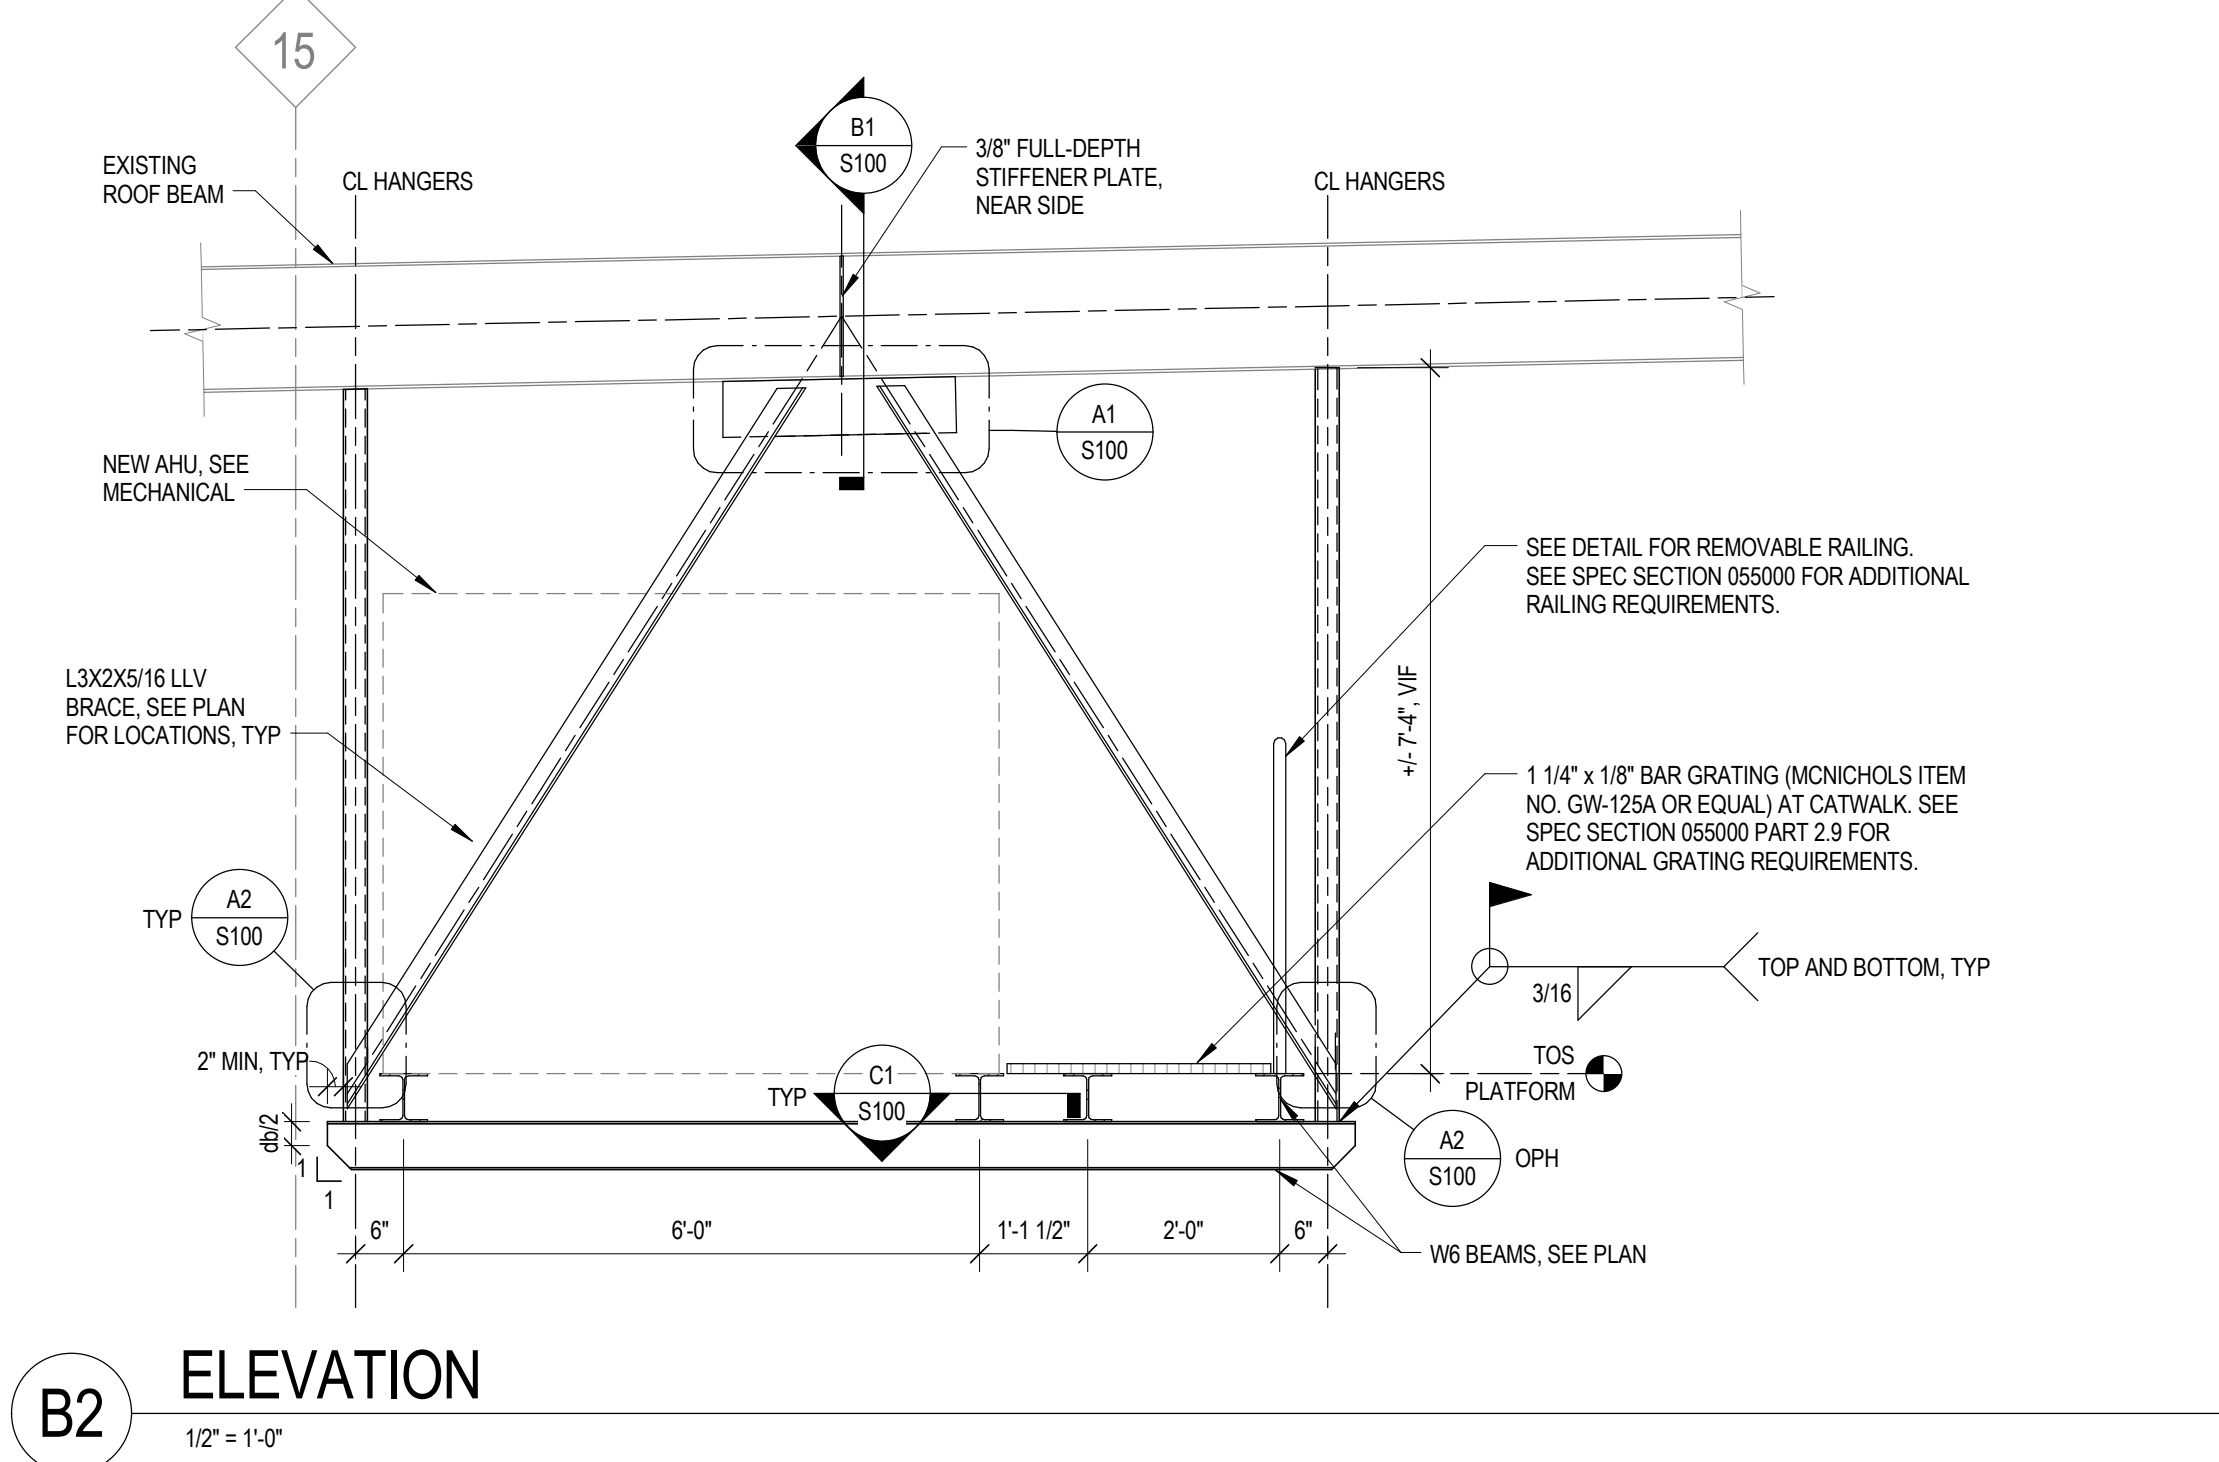 15
B1
S100
3/8" FULL-DEPTH
STIFFENER PLATE,
NEAR SIDE
EXISTING
ROOF BEAM
CL HANGERS
CL HANGERS
A1
S100
NEW AHU, SEE
MECHANICAL
SEE DETAIL FOR REMOVABLE RAILING.
SEE SPEC SECTION 055000 FOR ADDITIONAL
RAILING REQUIREMENTS.
L3X2X5/16 LLV
BRACE, SEE PLAN
FOR LOCATIONS, TYP
+/- 7'-4", VIF
1 1/4" x 1/8" BAR GRATING (MCNICHOLS ITEM
NO. GW-125A OR EQUAL) AT CATWALK. SEE
SPEC SECTION 055000 PART 2.9 FOR
ADDITIONAL GRATING REQUIREMENTS.
TYP
A2
S100
3/16
TOP AND BOTTOM, TYP
2" MIN, TYP
TYP
C1
S100
TOS
PLATFORM
db/2
1
1
A2
S100
OPH
6"
6'-0"
1'-1 1/2"
2'-0"
6"
W6 BEAMS, SEE PLAN
B2
ELEVATION
1/2" = 1'-0"